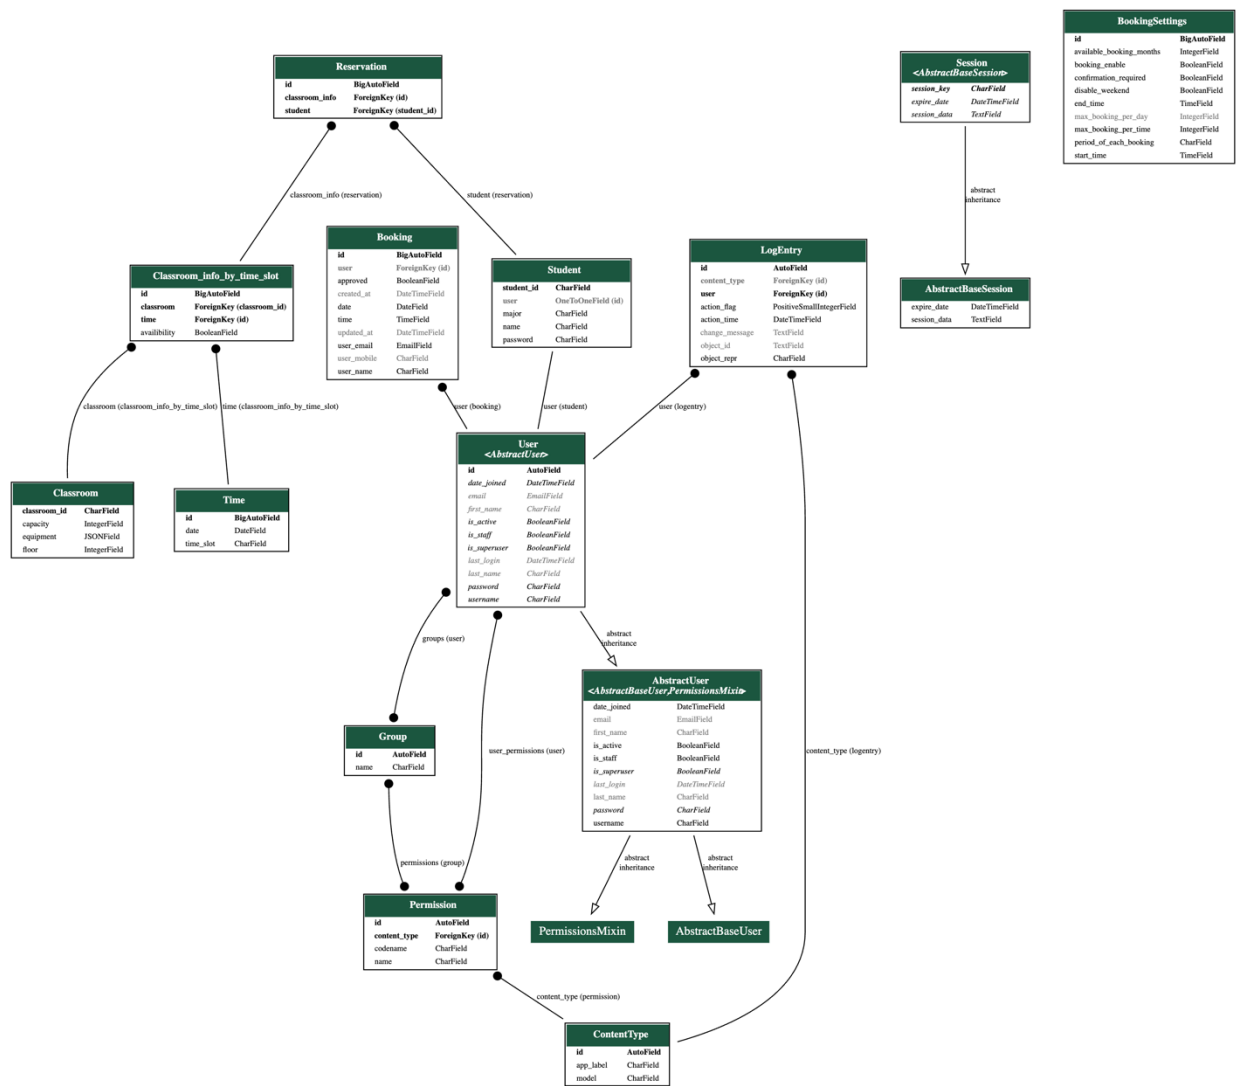 BookingSettings
id BigAutoField
available_booking_months IntegerField
booking_enable BooleanField
confirmation_required BooleanField
disable_weekend BooleanField
end_time TimeField
max_booking_per_day IntegerField
max_booking_per_time IntegerField
period_of_each_booking CharField
start_time TimeField
Session
<AbstractBaseSession>
session_key CharField
expire_date DateTimeField
session_data TextField
Reservation
id BigAutoField
classroom_info ForeignKey (id)
student ForeignKey (student_id)
classroom_info (reservation)
student (reservation)
abstract
inheritance
Booking
id BigAutoField
user ForeignKey (id)
approved BooleanField
created_at DateTimeField
date DateField
time TimeField
updated_at DateTimeField
user_email EmailField
user_mobile CharField
user_name CharField
LogEntry
id AutoField
content_type ForeignKey (id)
user ForeignKey (id)
action_flag PositiveSmallIntegerField
action_time DateTimeField
change_message TextField
object_id TextField
object_repr CharField
Classroom_info_by_time_slot
id BigAutoField
classroom ForeignKey (classroom_id)
time ForeignKey (id)
availibility BooleanField
Student
student_id CharField
user OneToOneField (id)
major CharField
name CharField
password CharField
AbstractBaseSession
expire_date DateTimeField
session_data TextField
classroom (classroom_info_by_time_slot)
time (classroom_info_by_time_slot)
user (booking)
user (student)
user (logentry)
User
<AbstractUser>
id AutoField
date_joined DateTimeField
email EmailField
first_name CharField
is_active BooleanField
is_staff BooleanField
is_superuser BooleanField
last_login DateTimeField
last_name CharField
password CharField
username CharField
Classroom
classroom_id CharField
capacity IntegerField
equipment JSONField
floor IntegerField
Time
id BigAutoField
date DateField
time_slot CharField
groups (user)
abstract
inheritance
AbstractUser
<AbstractBaseUser,PermissionsMixin>
date_joined DateTimeField
email EmailField
first_name CharField
is_active BooleanField
is_staff BooleanField
is_superuser BooleanField
last_login DateTimeField
last_name CharField
password CharField
username CharField
Group
id AutoField
name CharField
user_permissions (user)
content_type (logentry)
permissions (group)
abstract
inheritance
abstract
inheritance
Permission
id AutoField
content_type ForeignKey (id)
codename CharField
name CharField
PermissionsMixin
AbstractBaseUser
content_type (permission)
ContentType
id AutoField
app_label CharField
model CharField